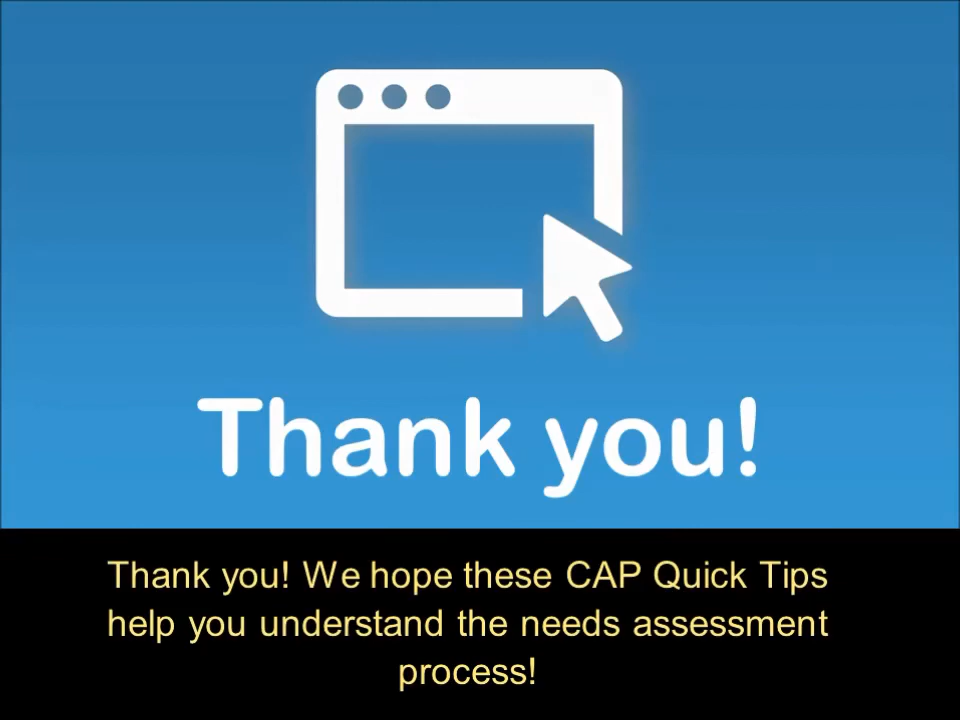 Thank you!
Thank you! We hope these CAP Quick Tips
help you understand the needs assessment
process!